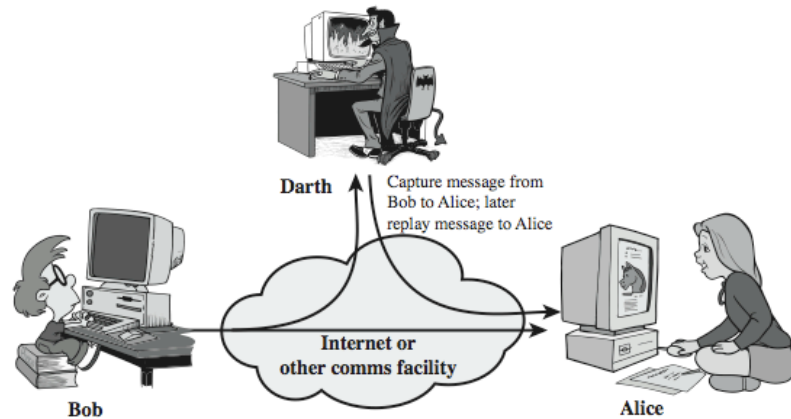 Darth
Capture message from
Bob to Alice; later
replay message to Alice
Internet or
other comms facility
Bob
Alice